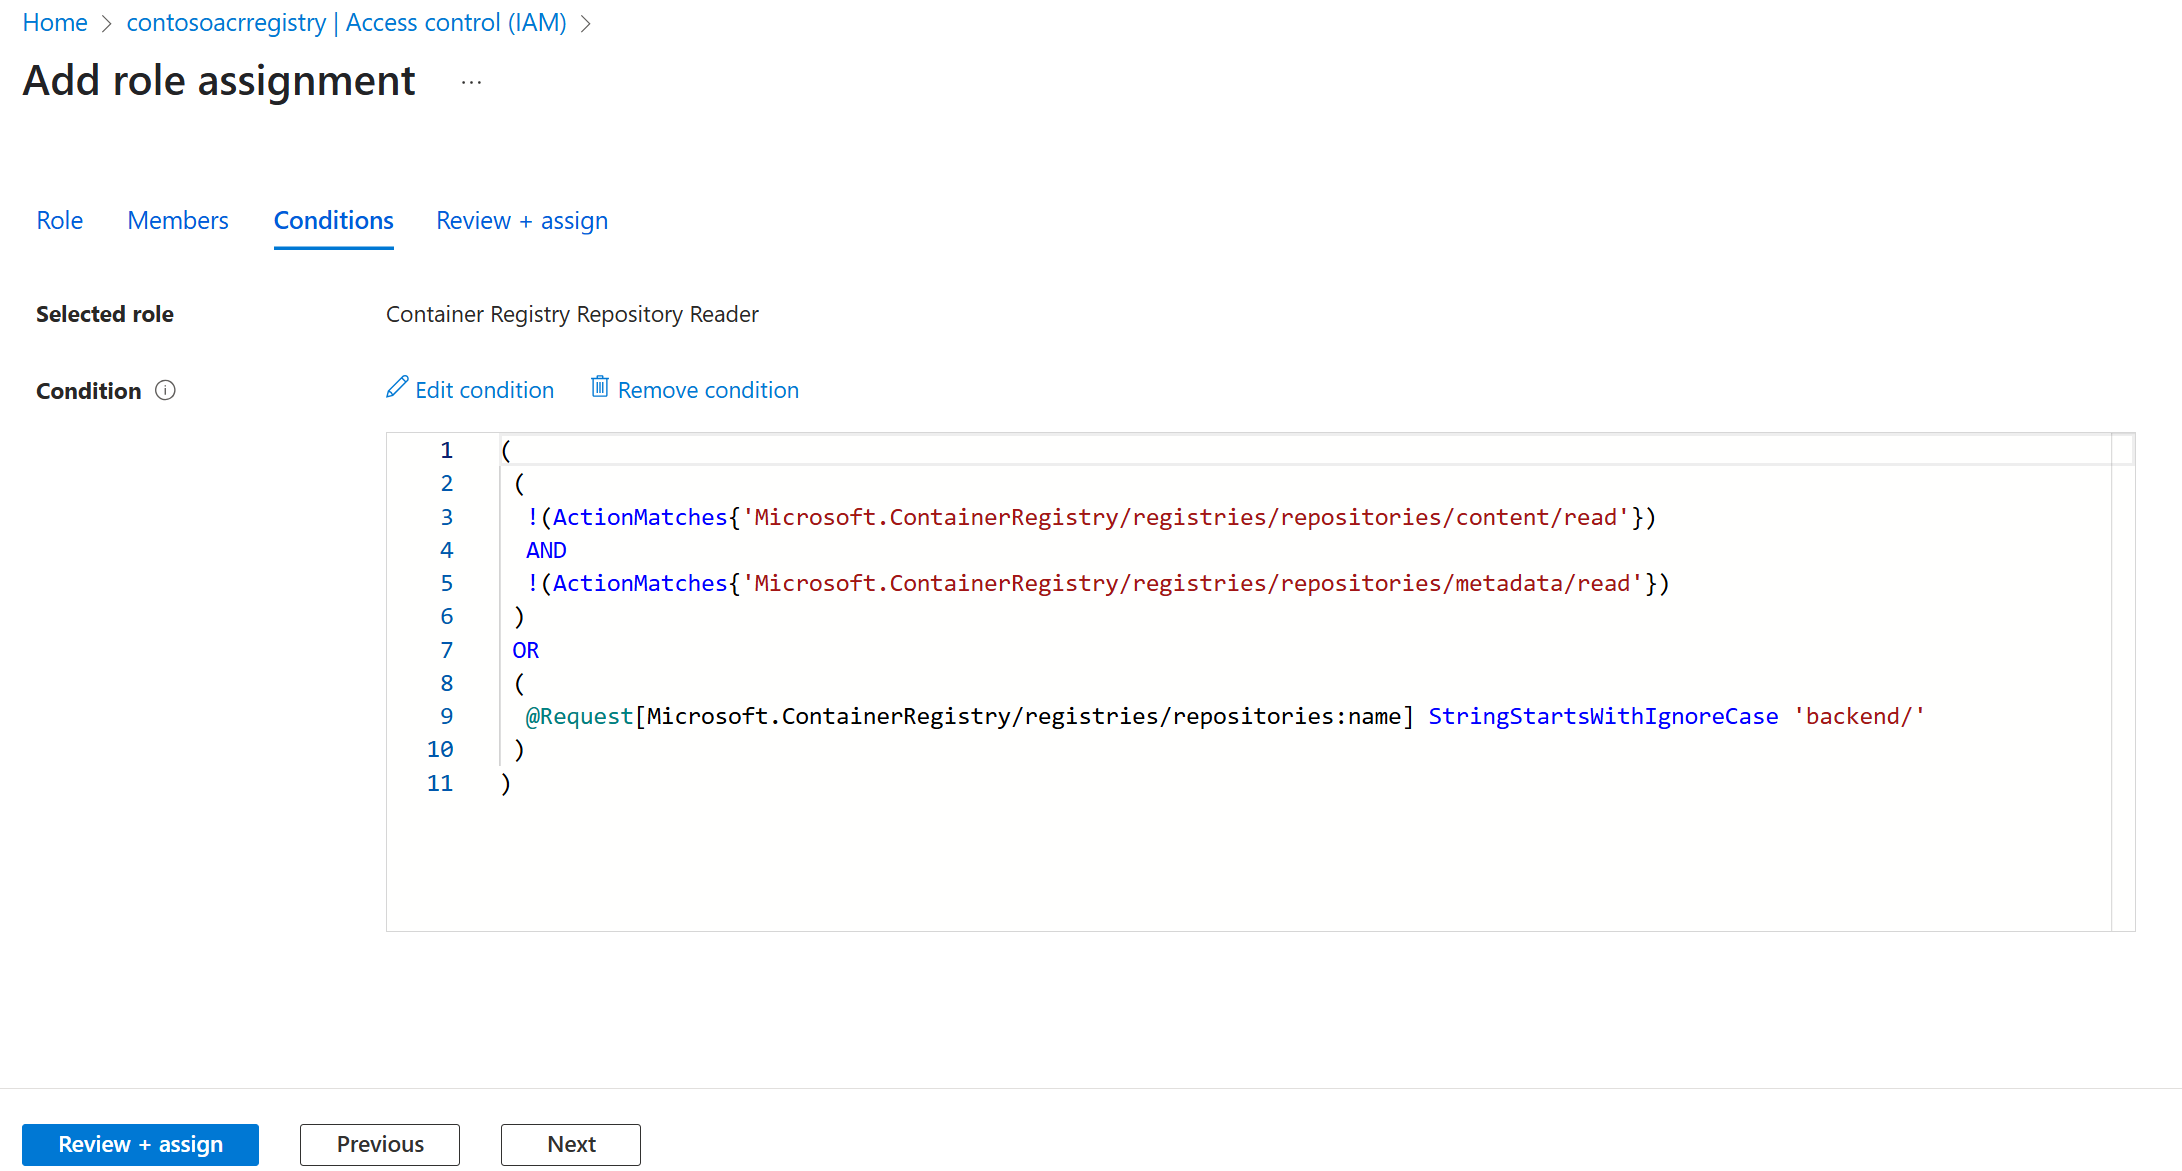 Home > contosoacrregistry | Access control (IAM) >
Add role assignment ...
Role Members Conditions Review + assign
Selected role Container Registry Repository Reader
Condition Edit condition Remove condition
1 (
2 (
3 !(ActionMatches{'Microsoft.ContainerRegistry/registries/repositories/content/read'})
4 AND
5 !(ActionMatches{'Microsoft.ContainerRegistry/registries/repositories/metadata/read'})
6 )
7 OR
8 (
9 @Request[Microsoft.ContainerRegistry/registries/repositories:name] StringStartsWithIgnoreCase 'backend/'
10 )
11 )
Review + assign Previous Next